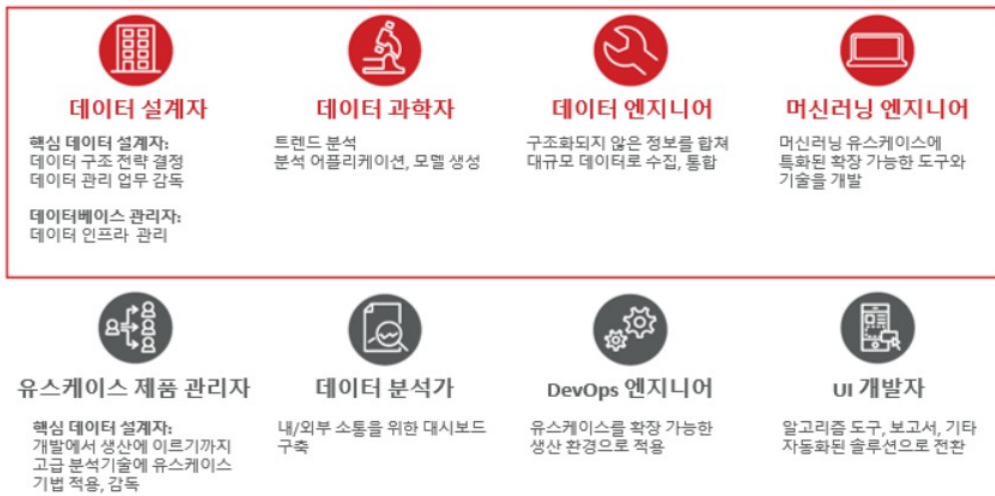 데이터 설계자
핵심 데이터 설계자:
데이터 구조 전략 결정
데이터 관리 업무 감독
데이터베이스 관리자:
데이터 인프라 관리
데이터 과학자
트렌드 분석
분석 어플리케이션, 모델 생성
데이터 엔지니어
구조화되지 않은 정보를 합쳐
대규모 데이터로 수집, 통합
머신러닝 엔지니어
머신러닝 유스케이스에
특화된 확장 가능한 도구와
기술을 개발
유스케이스 제품 관리자
핵심 데이터 설계자:
개발에서 생산에 이르기까지
고급 분석기술에 유스케이스
기법 적용, 감독
데이터 분석가
내/외부 소통을 위한 대시보드
구축
DevOps 엔지니어
유스케이스를 확장 가능한
생산 환경으로 적용
UI 개발자
알고리즘 도구, 보고서, 기타
자동화된 솔루션으로 전환